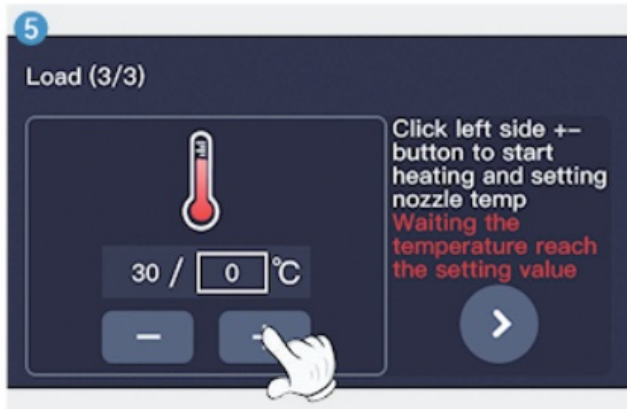 5
Load (3/3)
Click left side +-
button to start
heating and setting
nozzle temp
Waiting the
temperature reach
the setting value
30 / 0 °C
− +
>